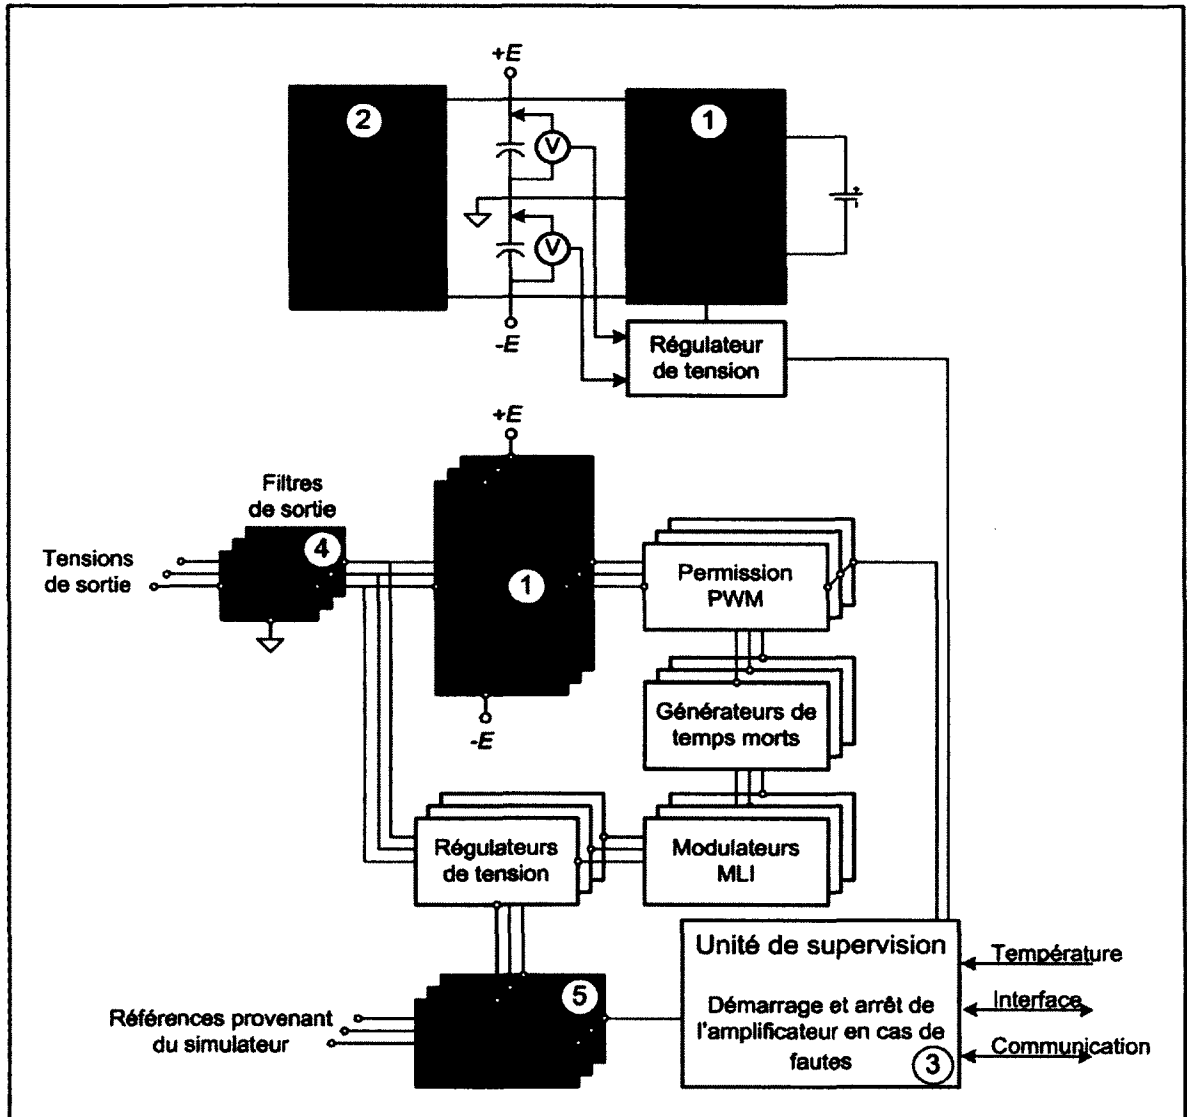 +E
2
1
V
V
-E
Régulateur
de tension
+E
Filtres
de sortie
4
Tensions
de sortie
1
Permission
PWM
-E
Générateurs de
temps morts
Régulateurs
de tension
Modulateurs
MLI
Unité de supervision
Température
5
Interface
Références provenant
du simulateur
Démarrage et arrêt de
l'amplificateur en cas de
fautes
Communication
3